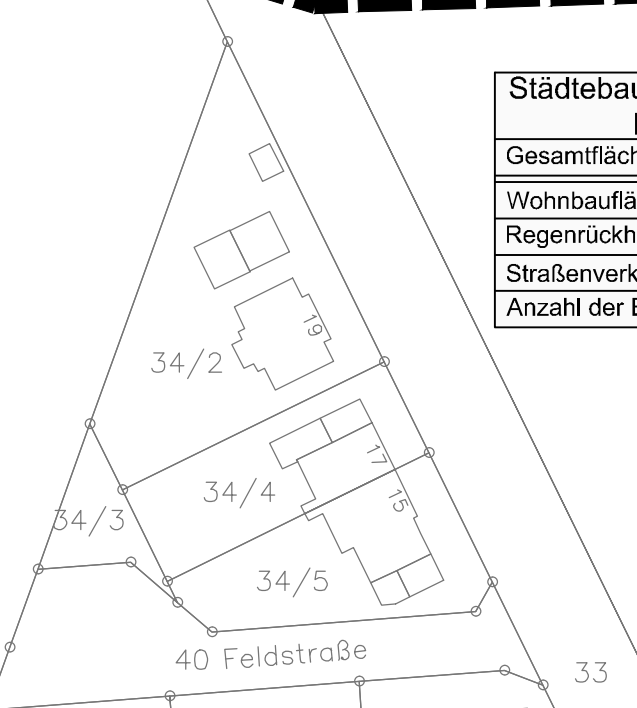 Gesamtfläch
Wohnbauflä
Regenrückh
Straßenverk
Anzahl der
19
34/2
17
34/4
15
34/3
34/5
40 Feldstraße
33